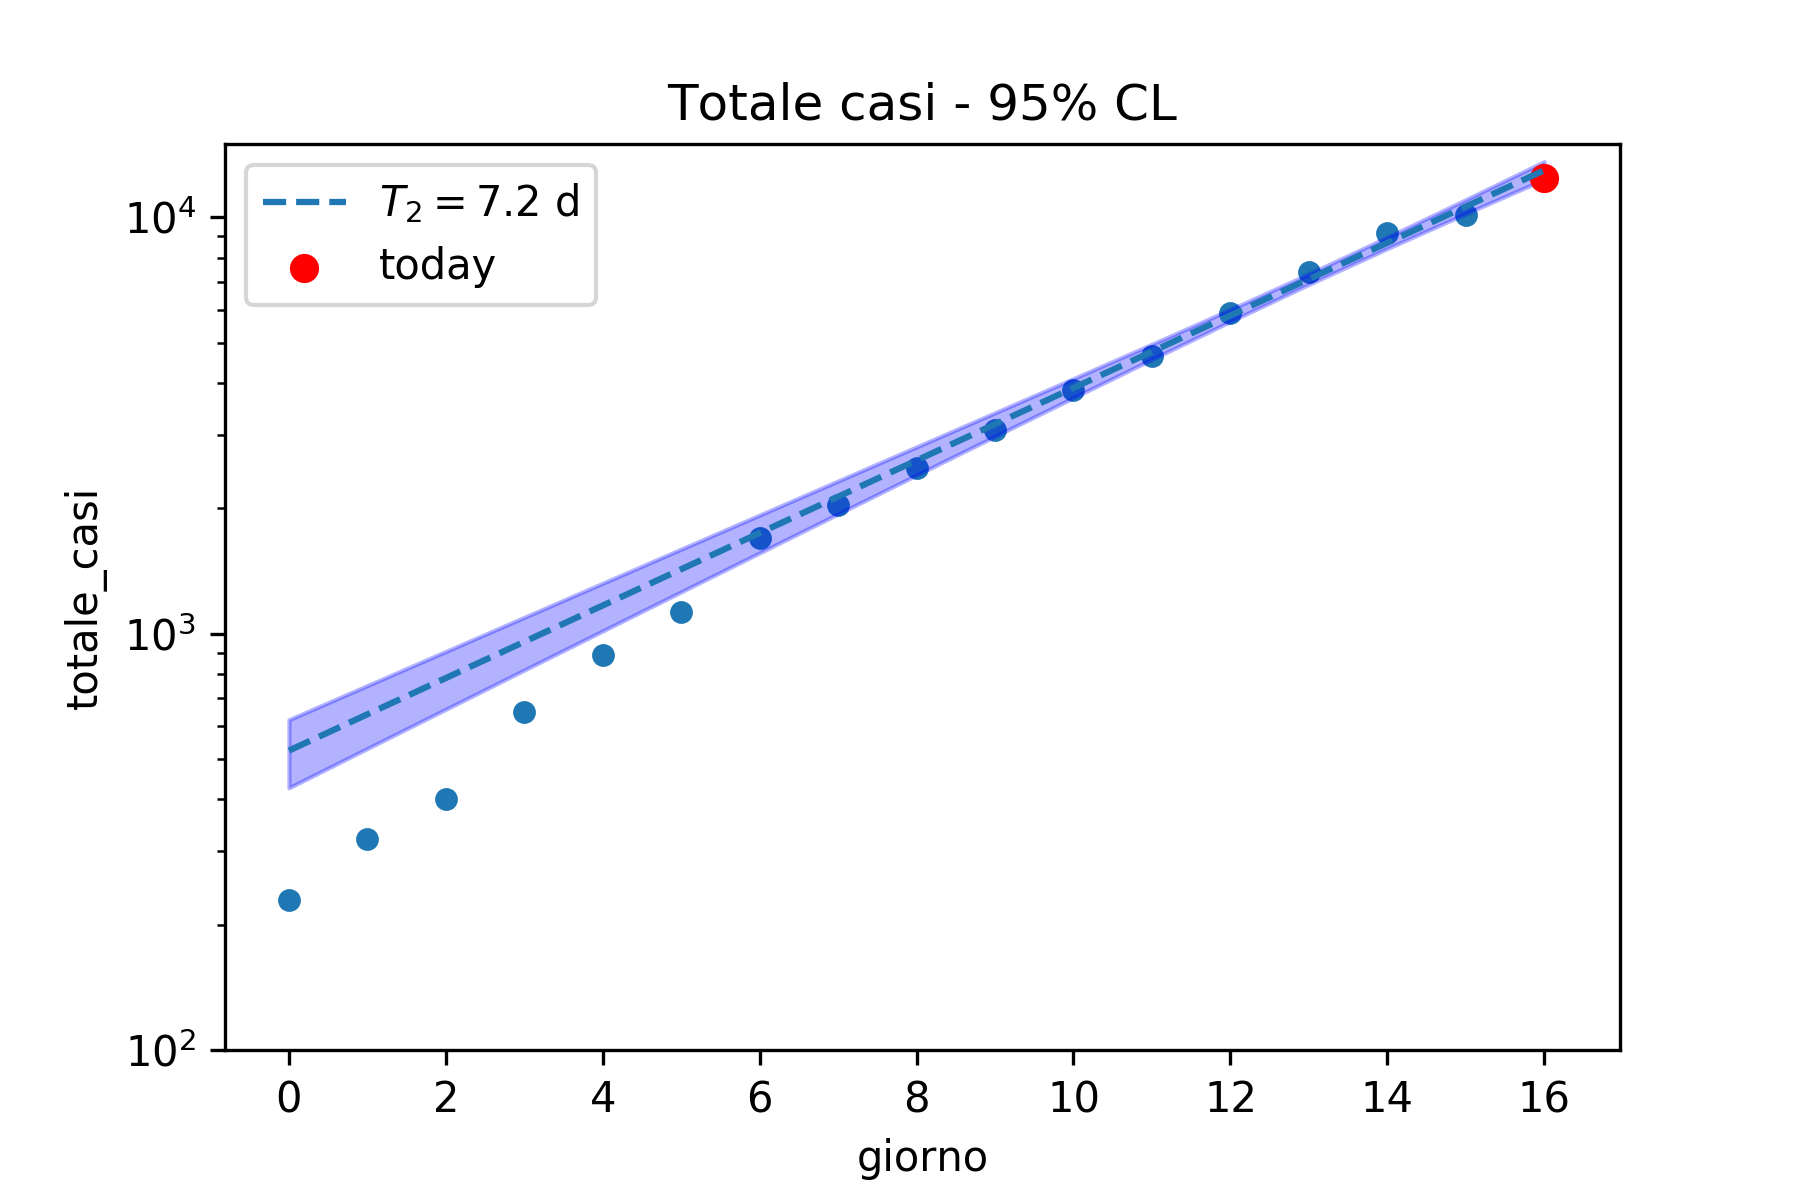 Totale casi - 95% CL
T₂ = 7.2 d
today
totale_casi
10⁴
10³
10²
0 2 4 6 8 10 12 14 16
giorno